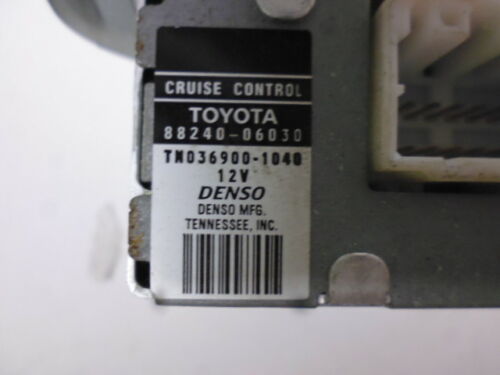 CRUISE CONTROL
TOYOTA
88240-06030
TN036900-1040
12V
DENSO
DENSO MFG.
TENNESSEE, INC.